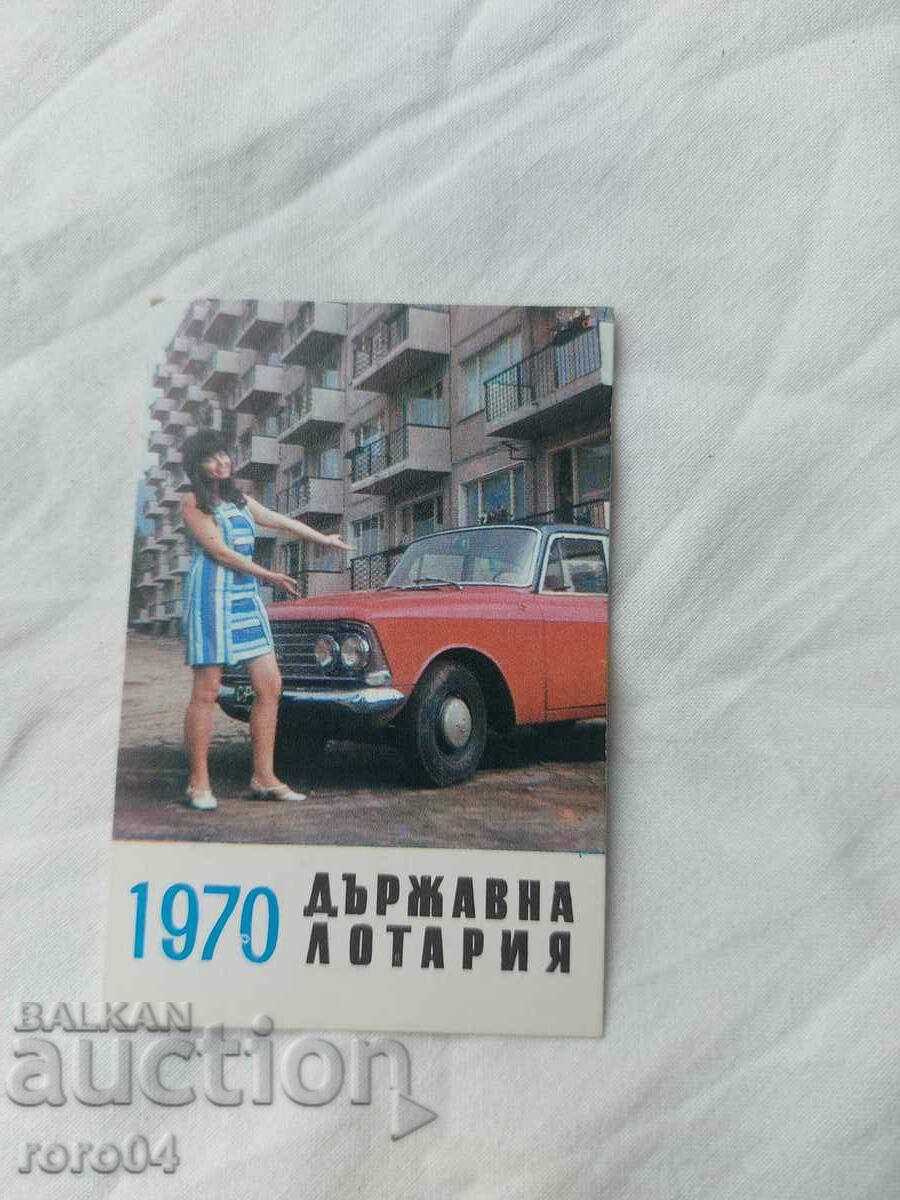 1970 ДЪРЖАВНА
ЛОТАРИЯ
BALKAN
auction
roro04